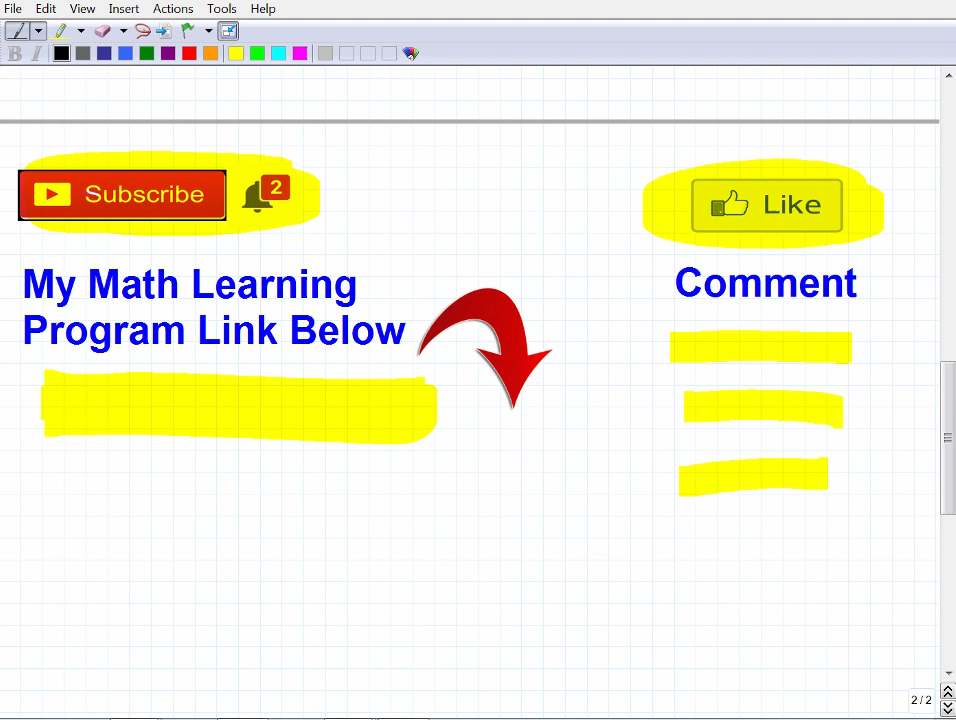 File Edit View Insert Actions Tools Help
B I
Subscribe 2
Like
My Math Learning
Program Link Below
Comment
2 / 2